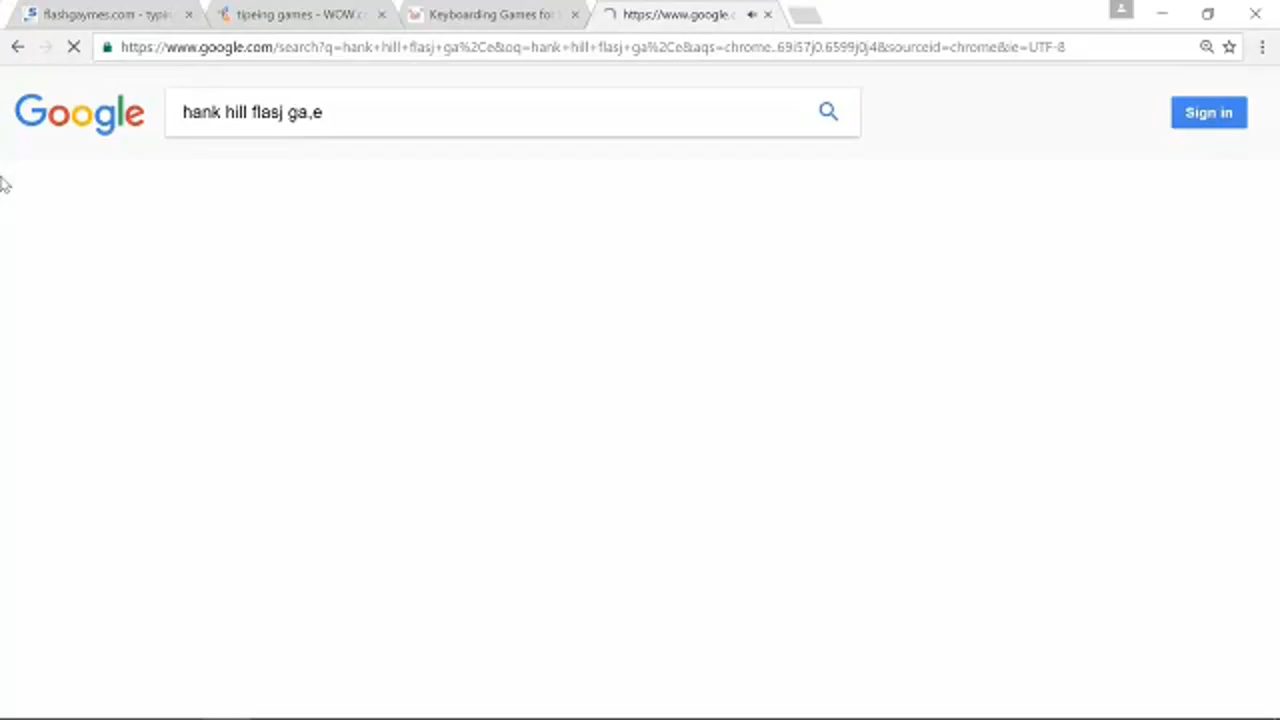 flashgaymes.com - typin
tipeing games - WOW.c
Keyboarding Games for
https://www.google.c
https://www.google.com/search?q=hank+hill+flasj+ga%2Ce&oq=hank+hill+flasj+ga%2Ce&aqs=chrome..69i57j0.6599j0j4&sourceid=chrome&ie=UTF-8
Google
hank hill flasj ga,e
Sign in